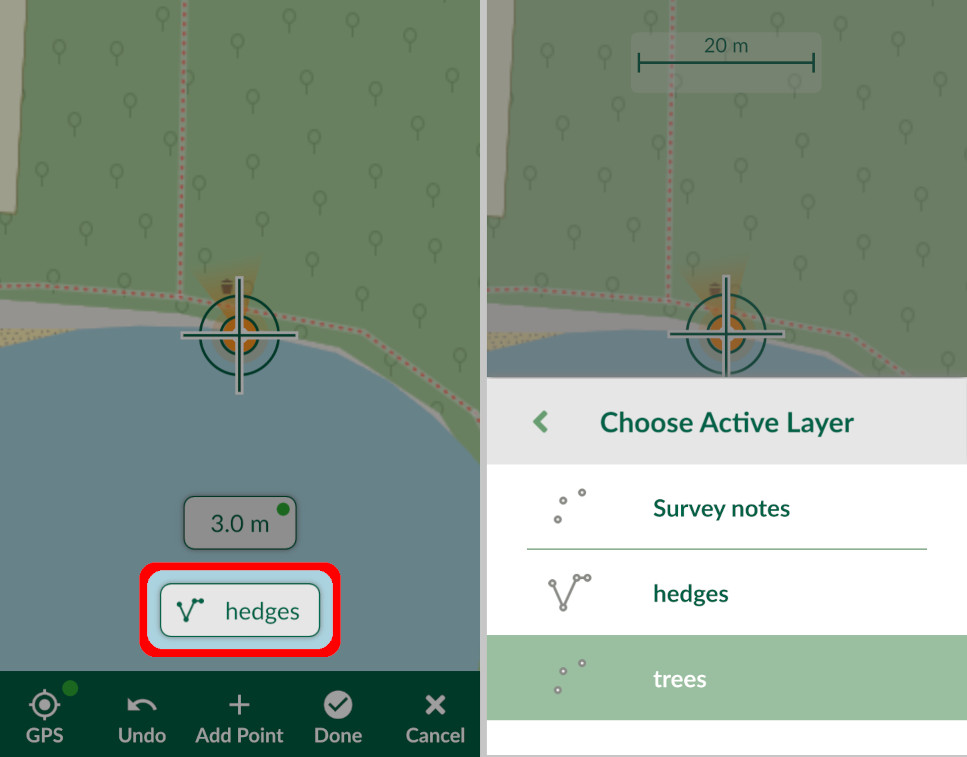 3.0 m
hedges
GPS
Undo
Add Point
Done
Cancel
20 m
Choose Active Layer
Survey notes
hedges
trees